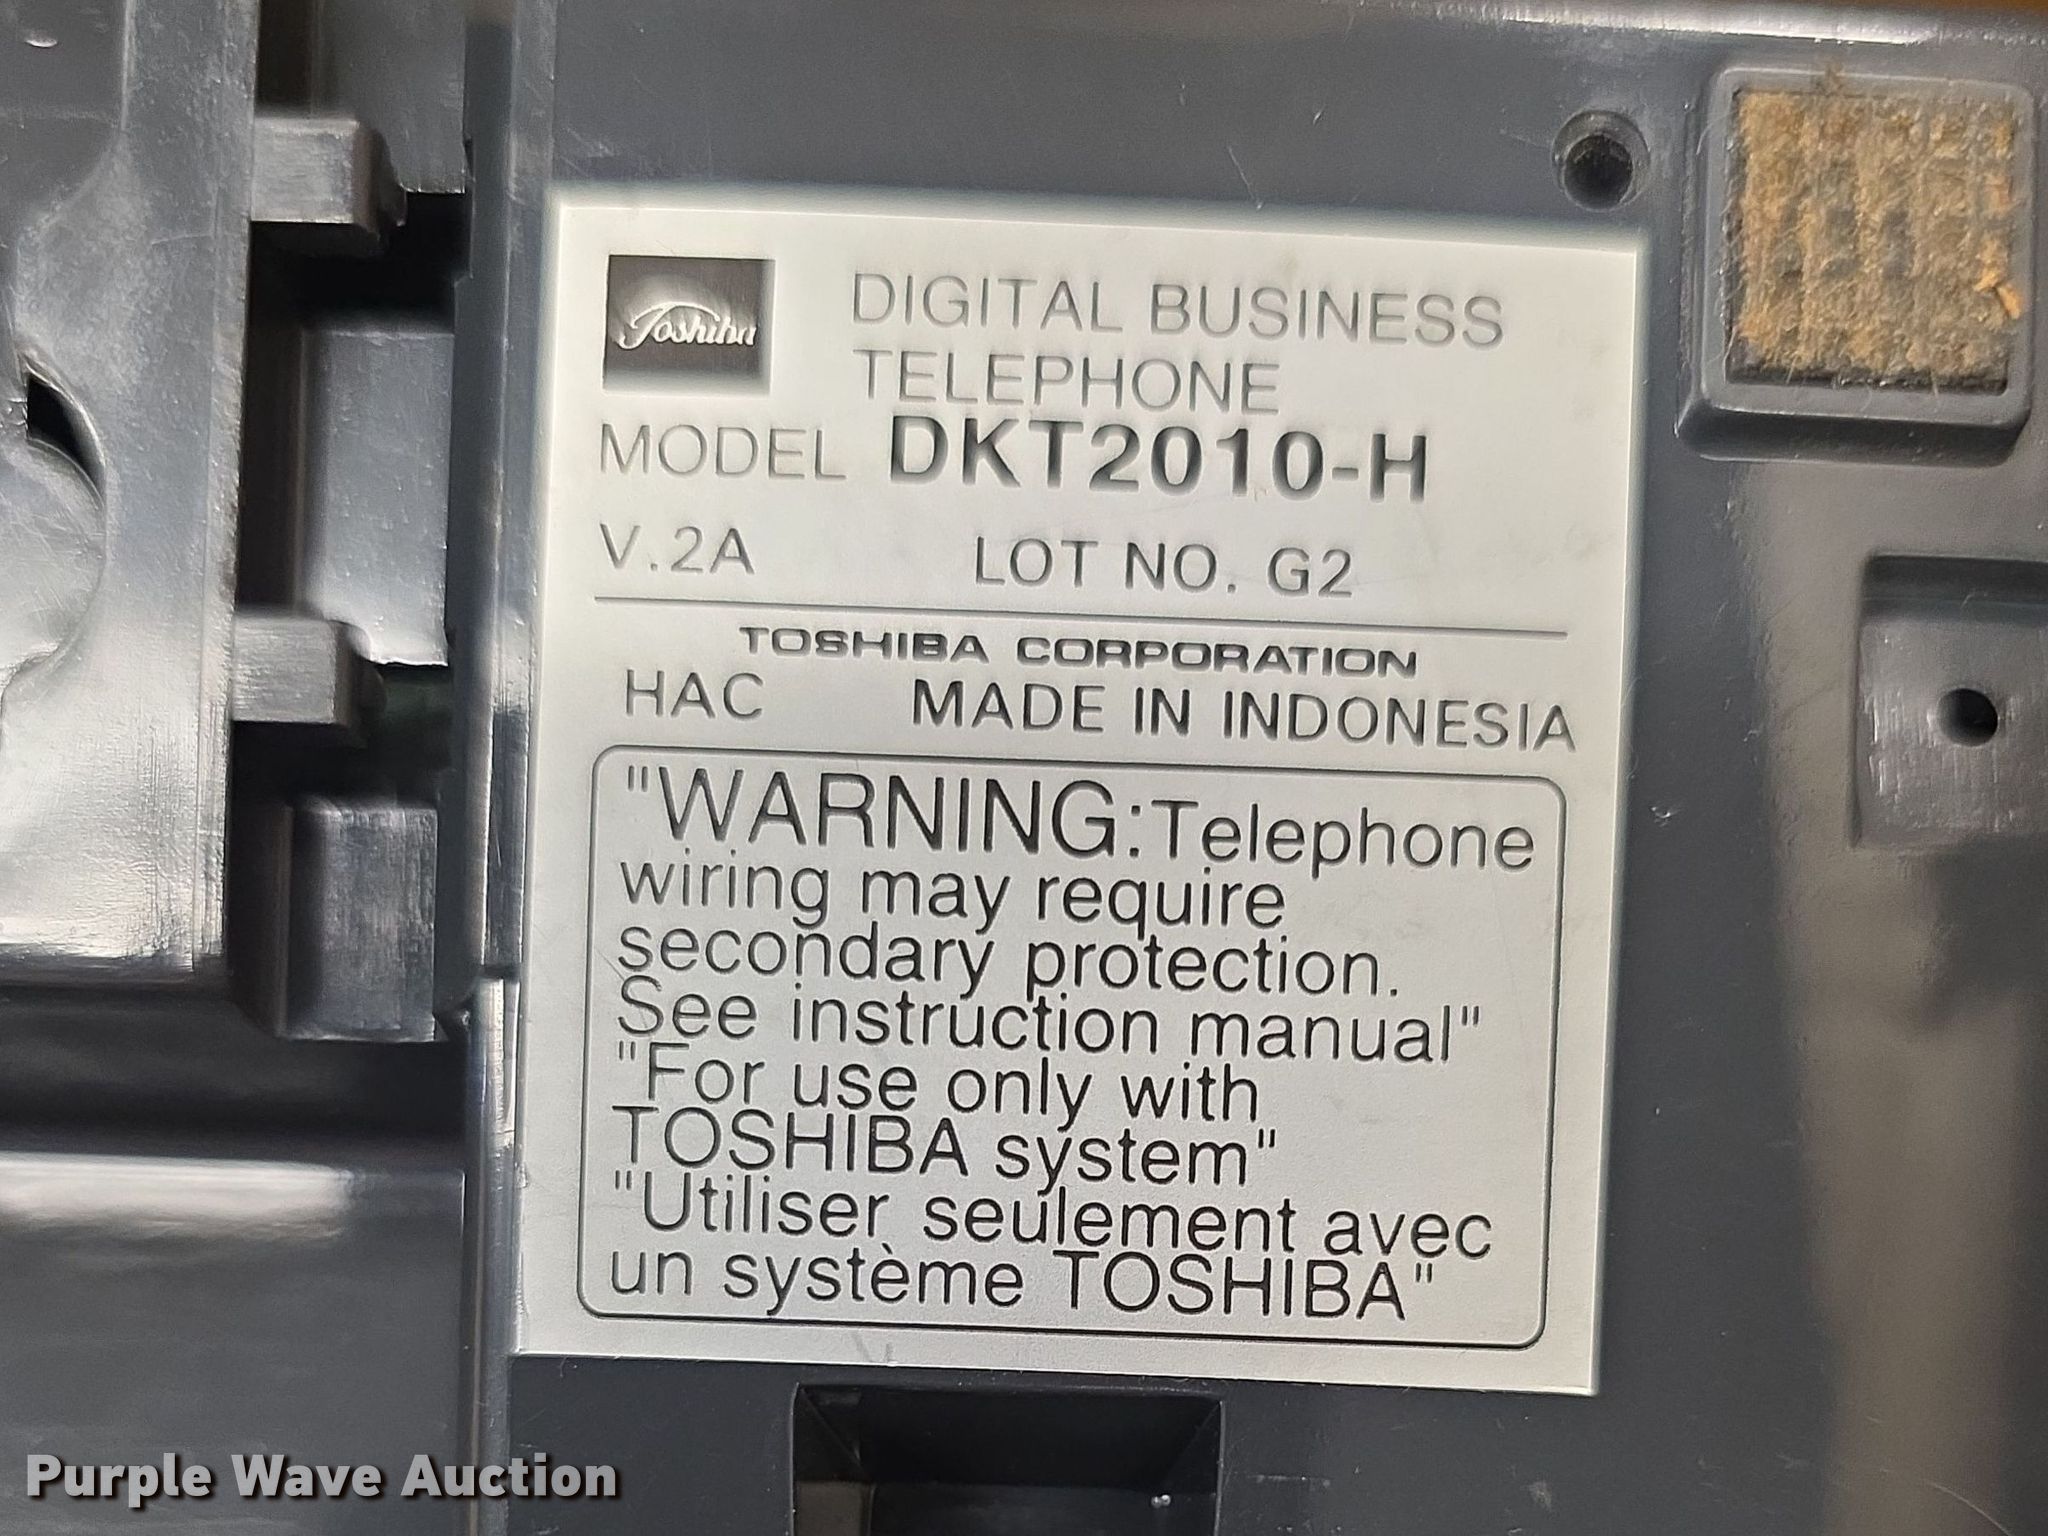 Toshiba
DIGITAL BUSINESS
TELEPHONE
MODEL DKT2010-H
V.2A LOT NO. G2
TOSHIBA CORPORATION
HAC MADE IN INDONESIA
"WARNING:Telephone
wiring may require
secondary protection.
See instruction manual"
"For use only with
TOSHIBA system"
"Utiliser seulement avec
un système TOSHIBA"
Purple Wave Auction